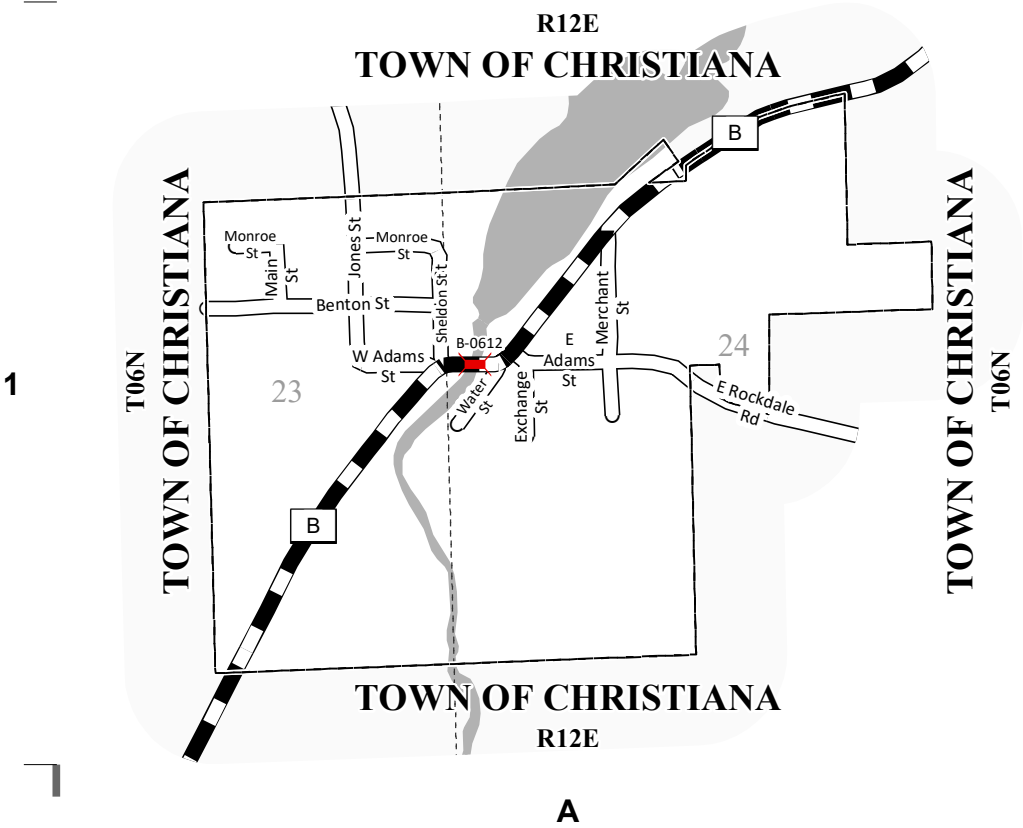 R12E
TOWN OF CHRISTIANA
B
TOWN OF CHRISTIANA
T06N
TOWN OF CHRISTIANA
T06N
Monroe
St
Main
St
Jones St
Monroe
St
Sheldon St
Benton St
Merchant
St
B-0612
E
Adams
St
W Adams
St
24
23
1
Water
St
Exchange
St
E Rockdale
Rd
B
TOWN OF CHRISTIANA
R12E
A